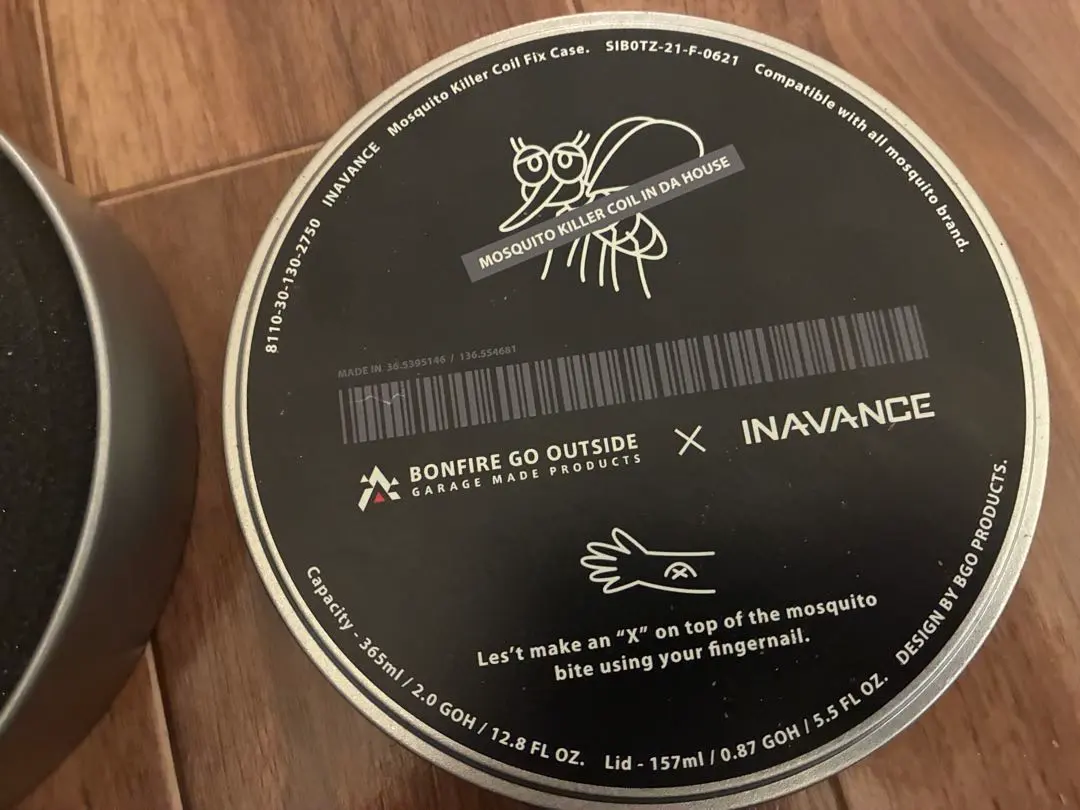 8110-30-130-2750 INAVANCE Mosquito Killer Coil Fix Case. SIB0TZ-21-F-0621 Compatible with all mosquito brand.
MOSQUITO KILLER COIL IN DA HOUSE
MADE IN 36.5395146 / 136.554681
BONFIRE GO OUTSIDE
GARAGE MADE PRODUCTS
X
INAVANCE
Les't make an “X” on top of the mosquito
bite using your fingernail.
Capacity - 365ml / 2.0 GOH / 12.8 FL OZ. Lid - 157ml / 0.87 GOH / 5.5 FL OZ. DESIGN BY BGO PRODUCTS.